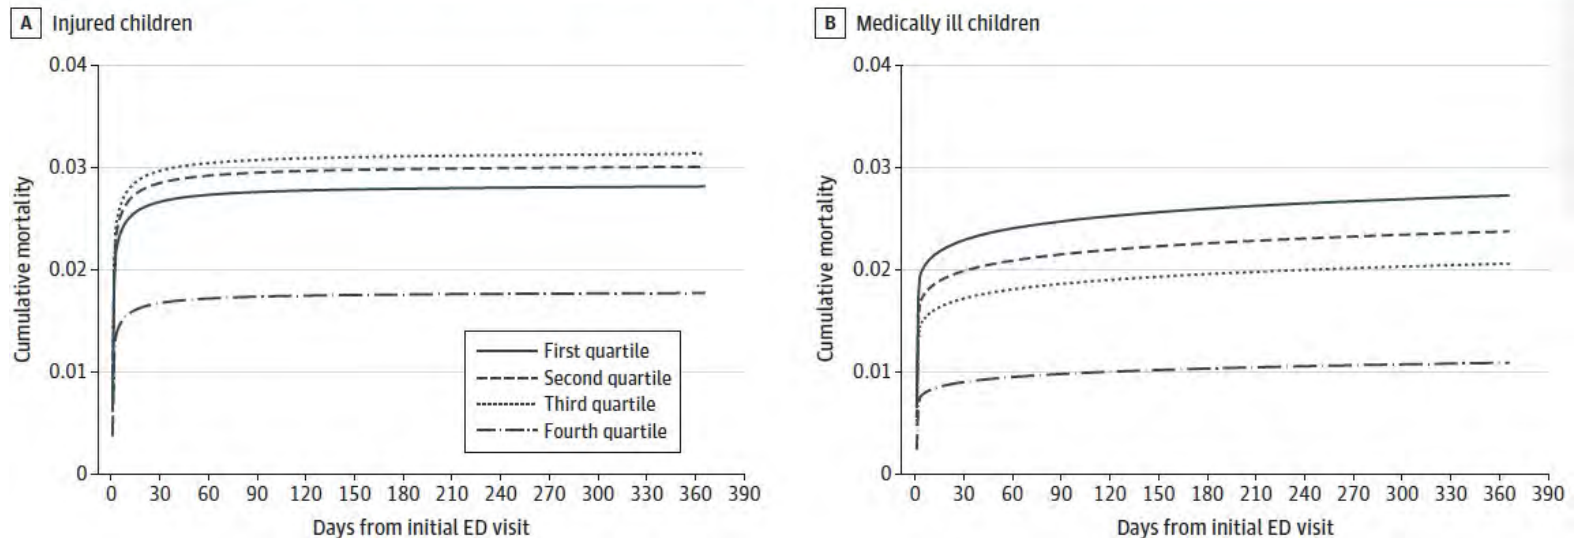 A Injured children
0.04
0.03
0.02
0.01
0
Cumulative mortality
First quartile
Second quartile
Third quartile
Fourth quartile
0 30 60 90 120 150 180 210 240 270 300 330 360 390
Days from initial ED visit
B Medically ill children
0.04
0.03
0.02
0.01
0
Cumulative mortality
0 30 60 90 120 150 180 210 240 270 300 330 360 390
Days from initial ED visit